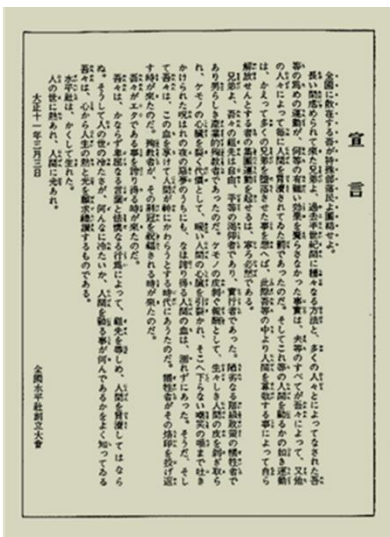 宣言
全國に散在する吾が特殊部落民よ團結せよ。
長い間虐められて來た兄弟よ、過去半世紀間に種々なる方法と、多くの人々とによつてなされた吾
等の爲めの運動が、何等の有難い効果を齎らさなかつた事實は、夫等のすべてが吾々によつて、又他
の人々によつて毎に人間を冒瀆されてゐた罰であつたのだ。そしてこれ等の人間を勦るかの如き運動
は、かえつて多くの兄弟を墮落させた事を想へば、此際吾等の中より人間を尊敬する事によつて自ら
解放せんとする者の集團運動を起せるは、寧ろ必然である。
兄弟よ、吾々の祖先は自由、平等の渇仰者であり、實行者であつた。陋劣なる階級政策の犧牲者で
あり男らしき産業的殉教者であつたのだ。ケモノの皮剝ぐ報酬として、生々しき人間の皮を剝ぎ取ら
れ、ケモノの心臟を裂く代價として、暖い人間の心臟を引裂かれ、そこへ下らない嘲笑の唾まで吐き
かけられた呪はれの夜の惡夢のうちにも、なほ誇り得る人間の血は、涸れずにあつた。そうだ、そし
て吾々は、この血を享けて人間が神にかわらうとする時代にあうたのだ。犧牲者がその烙印を投げ返
す時が來たのだ。殉教者が、その荊冠を祝福される時が來たのだ。
吾々がエタである事を誇り得る時が來たのだ。
吾々は、かならず卑屈なる言葉と怯懦なる行爲によつて、祖先を辱しめ、人間を冒瀆してはなら
ぬ。そうして人の世の冷たさが、何んなに冷たいか、人間を勦る事が何んであるかをよく知つてゐる
吾々は、心から人生の熱と光を願求禮讃するものである。
水平社は、かくして生れた。
人の世に熱あれ、人間に光あれ。
大正十一年三月三日
全國水平社創立大會